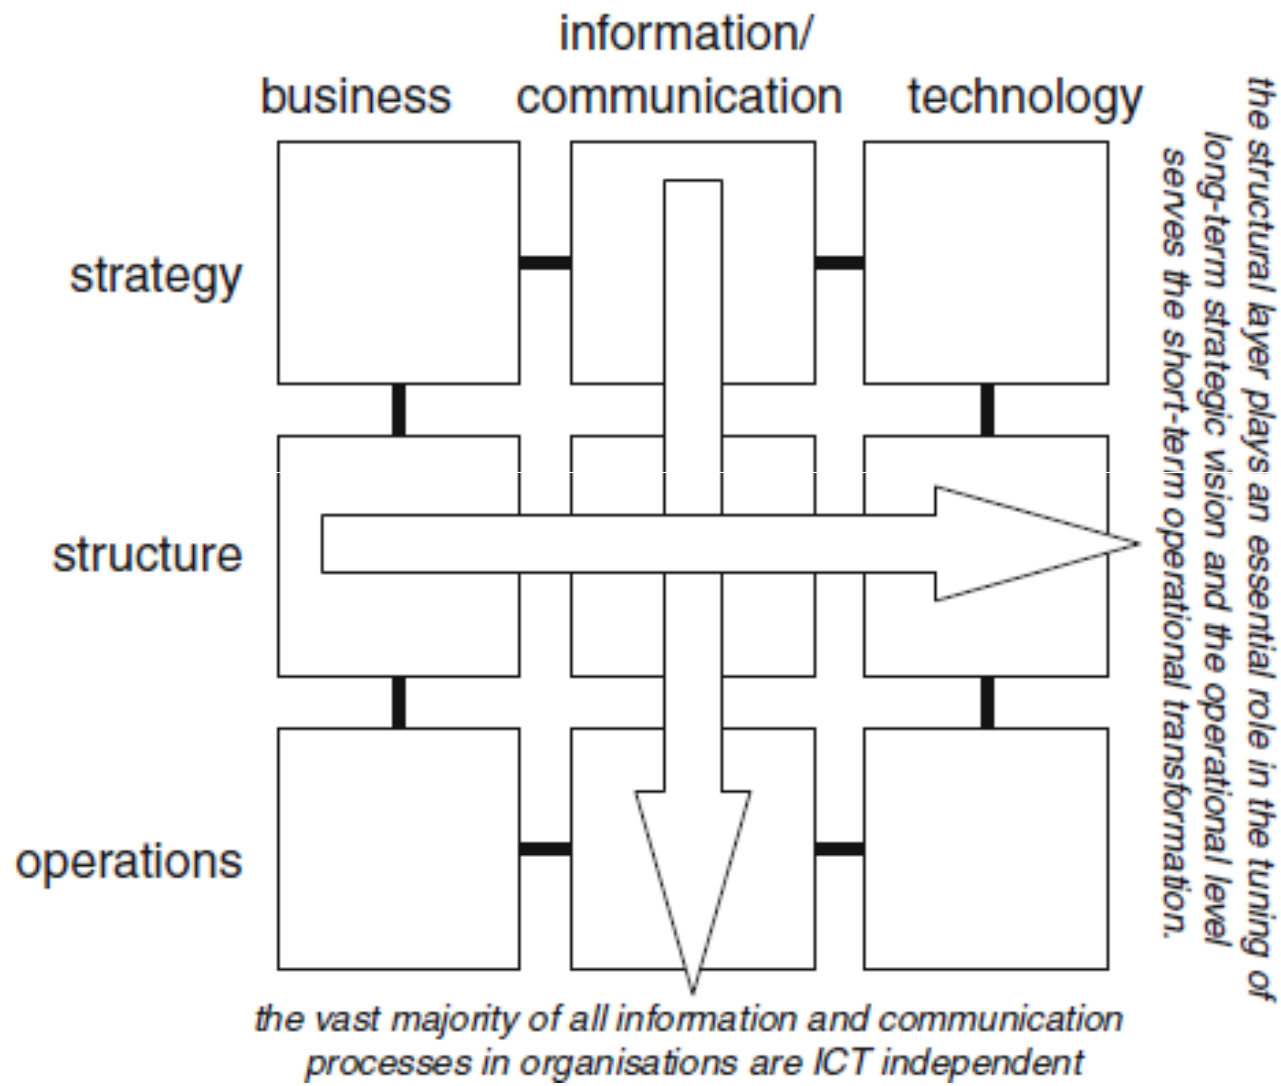 information/
business communication technology
strategy
structure
operations
the structural layer plays an essential role in the tuning of
long-term strategic vision and the operational level
serves the short-term operational transformation.
the vast majority of all information and communication
processes in organisations are ICT independent